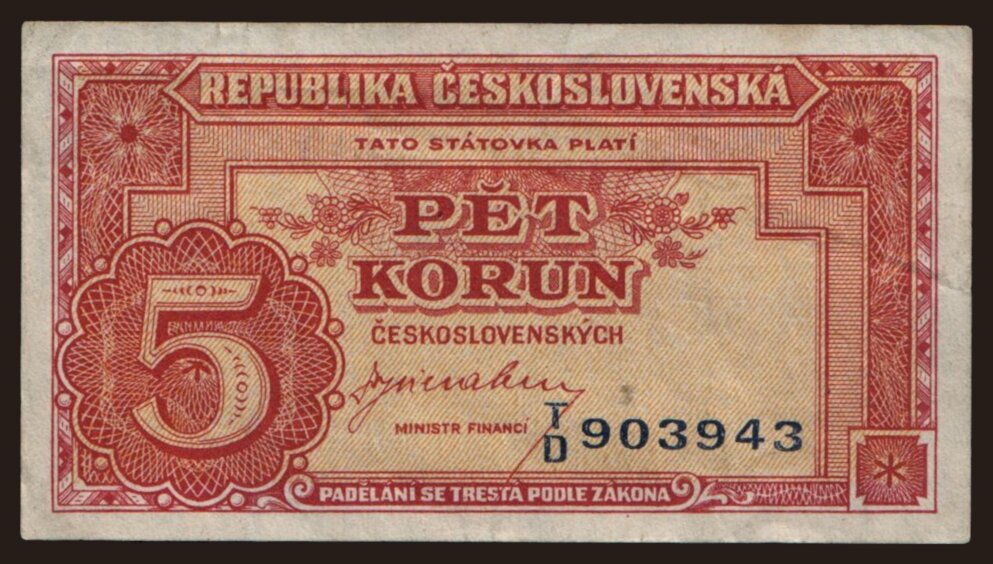 REPUBLIKA ČESKOSLOVENSKÁ
TATO STÁTOVKA PLATÍ
PĚT
KORUN
ČESKOSLOVENSKÝCH
5
MINISTR FINANCÍ
T/D 903943
PADĚLÁNÍ SE TRESTÁ PODLE ZÁKONA